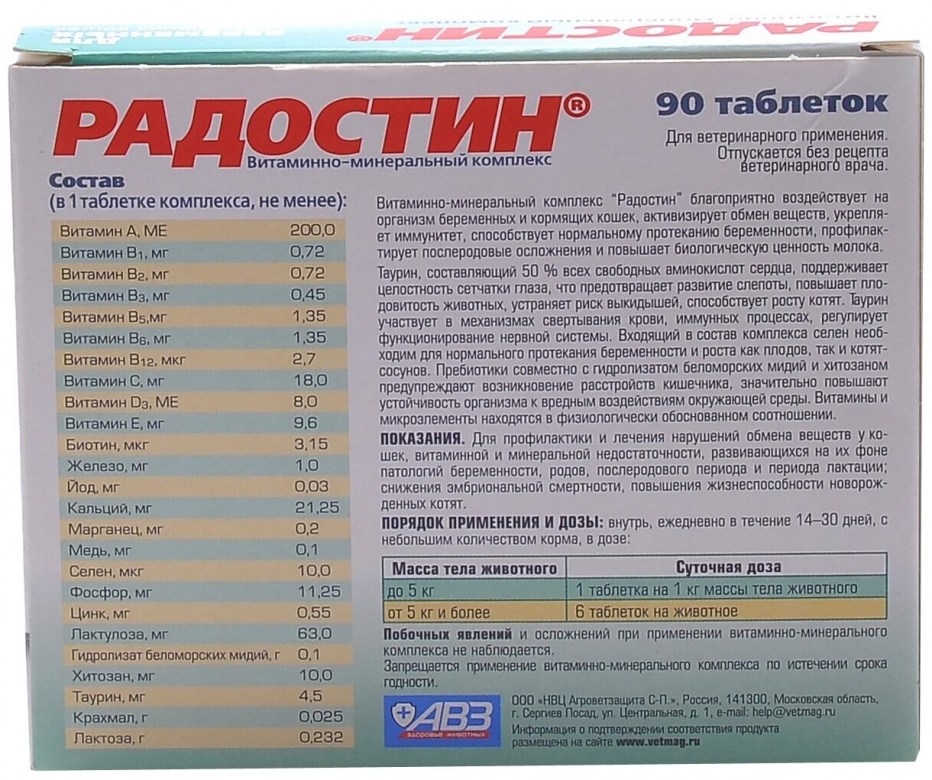 РАДОСТИН®
РАДОСТИН®
Витаминно-минеральный комплекс
90 таблеток
Для ветеринарного применения.
Отпускается без рецепта
ветеринарного врача.
Состав
(в 1 таблетке комплекса, не менее):
Витамин A, МЕ 200,0
Витамин B1, мг 0,72
Витамин B2, мг 0,72
Витамин B3, мг 0,45
Витамин B5,мг 1,35
Витамин B6, мг 1,35
Витамин B12, мкг 2,7
Витамин C, мг 18,0
Витамин D3, МЕ 8,0
Витамин E, мг 9,6
Биотин, мкг 3,15
Железо, мг 1,0
Йод, мг 0,03
Кальций, мг 21,25
Марганец, мг 0,2
Медь, мг 0,1
Селен, мкг 10,0
Фосфор, мг 11,25
Цинк, мг 0,55
Лактулоза, мг 63,0
Гидролизат беломорских мидий, г 0,1
Хитозан, мг 10,0
Таурин, мг 4,5
Крахмал, г 0,025
Лактоза, г 0,232
Витаминно-минеральный комплекс "Радостин" благоприятно воздействует на
организм беременных и кормящих кошек, активизирует обмен веществ, укрепля-
ет иммунитет, способствует нормальному протеканию беременности, профилак-
тирует послеродовые осложнения и повышает биологическую ценность молока.
Таурин, составляющий 50 % всех свободных аминокислот сердца, поддерживает
целостность сетчатки глаза, что предотвращает развитие слепоты, повышает пло-
довитость животных, устраняет риск выкидышей, способствует росту котят. Таурин
участвует в механизмах свертывания крови, иммунных процессах, регулирует
функционирование нервной системы. Входящий в состав комплекса селен необ-
ходим для нормального протекания беременности и роста как плодов, так и котят-
сосунов. Пребиотики совместно с гидролизатом беломорских мидий и хитозаном
предупреждают возникновение расстройств кишечника, значительно повышают
устойчивость организма к вредным воздействиям окружающей среды. Витамины и
микроэлементы находятся в физиологически обоснованном соотношении.
ПОКАЗАНИЯ. Для профилактики и лечения нарушений обмена веществ у ко-
шек, витаминной и минеральной недостаточности, развивающихся на их фоне
патологий беременности, родов, послеродового периода и периода лактации;
снижения эмбриональной смертности, повышения жизнеспособности новорож-
денных котят.
ПОРЯДОК ПРИМЕНЕНИЯ И ДОЗЫ: внутрь, ежедневно в течение 14–30 дней, с
небольшим количеством корма, в дозе:
Масса тела животного Суточная доза
до 5 кг 1 таблетка на 1 кг массы тела животного
от 5 кг и более 6 таблеток на животное
Побочных явлений и осложнений при применении витаминно-минерального
комплекса не наблюдается.
Запрещается применение витаминно-минерального комплекса по истечении срока
годности.
АВЗ
здоровье животных
ООО «НВЦ Агроветзащита С-П.», Россия, 141300, Московская область,
г. Сергиев Посад, ул. Центральная, д. 1, e-mail: help@vetmag.ru
Информация о подтверждении соответствия продукта
размещена на сайте www.vetmag.ru